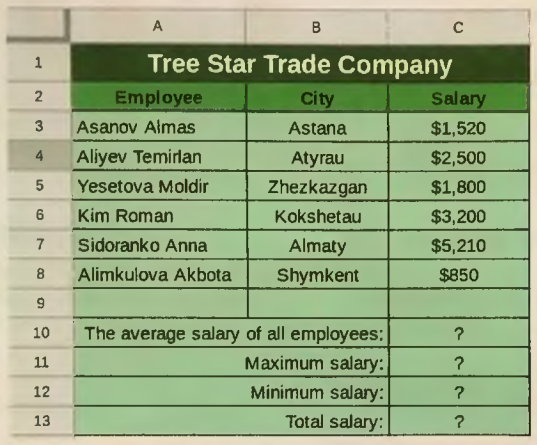 A B C
1 Tree Star Trade Company
2 Employee City Salary
3 Asanov Almas Astana $1,520
4 Aliyev Temirlan Atyrau $2,500
5 Yesetova Moldir Zhezkazgan $1,800
6 Kim Roman Kokshetau $3,200
7 Sidoranko Anna Almaty $5,210
8 Alimkulova Akbota Shymkent $850
9
10 The average salary of all employees: ?
11 Maximum salary: ?
12 Minimum salary: ?
13 Total salary: ?